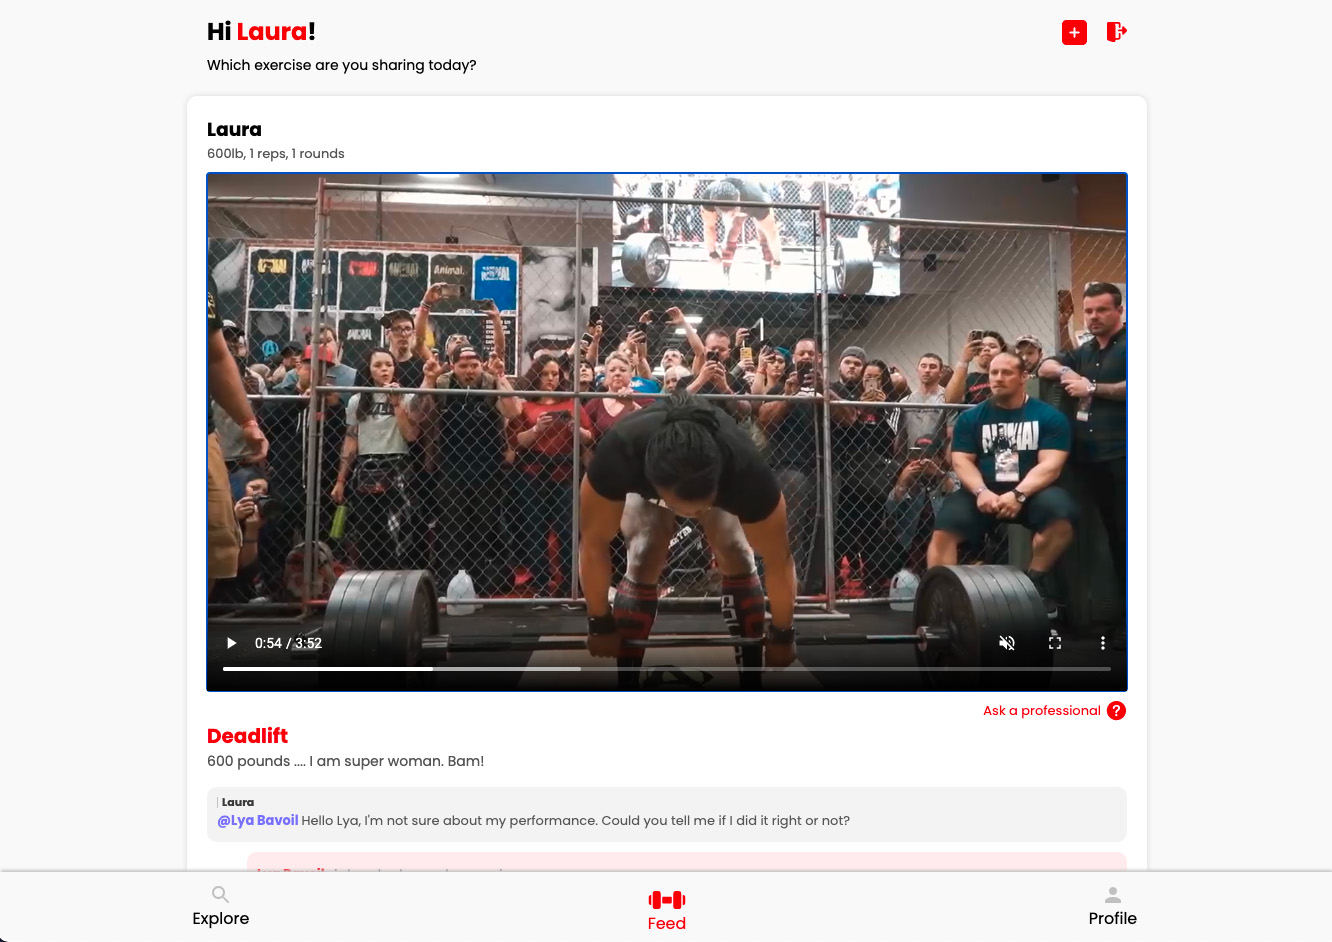 Hi Laura!
Which exercise are you sharing today?
Laura
600lb, 1 reps, 1 rounds
Animal.
ANIMAL
0:54 / 3:52
Ask a professional ?
Deadlift
600 pounds .... I am super woman. Bam!
Laura
@Lya Bavoil Hello Lya, I'm not sure about my performance. Could you tell me if I did it right or not?
Explore
Feed
Profile